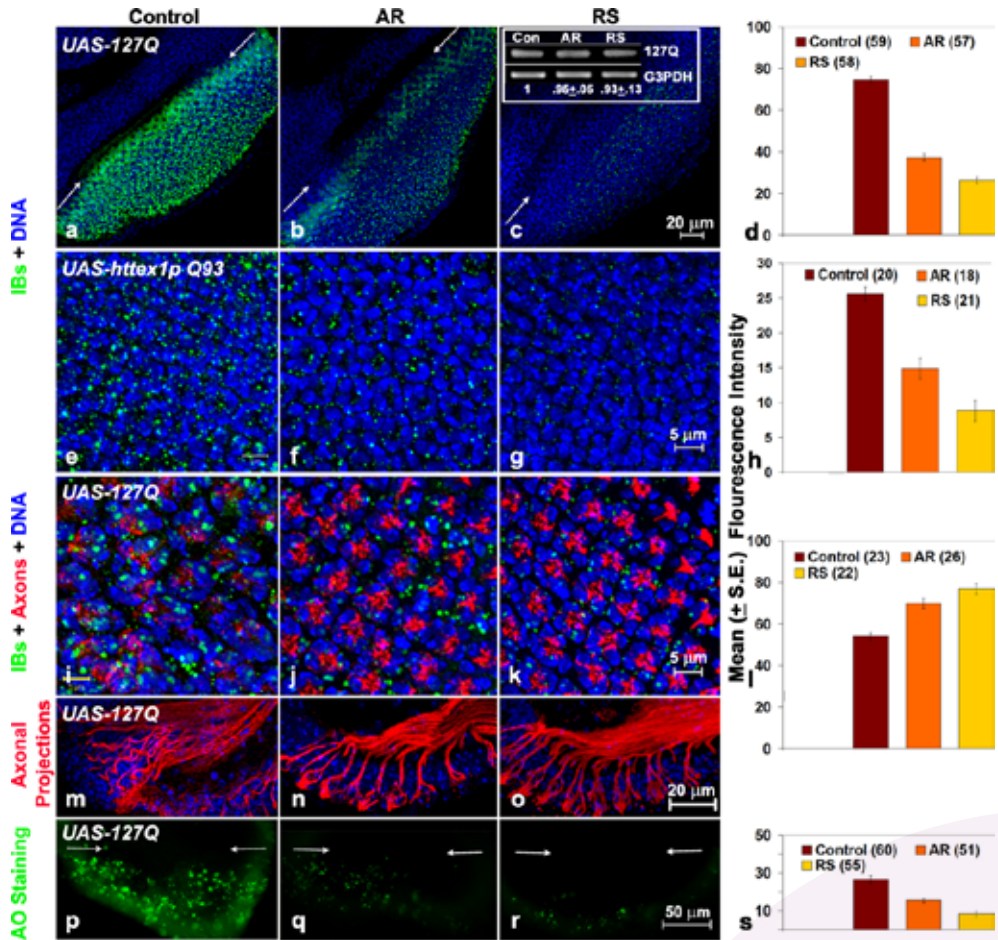 Control AR RS
UAS-127Q
Con AR RS
127Q
G3PDH
1 .95±.05 .93±.13
a b c
20 μm
Control (59) AR (57)
RS (58)
80
60
40
20
0
d
IBs + DNA
UAS-httex1p Q93
e f g
5 μm
Control (20) AR (18)
RS (21)
30
25
20
15
10
5
0
h
Mean (± S.E.) Flourescence Intensity
IBs + Axons + DNA
UAS-127Q
i j k
5 μm
Control (23) AR (26)
RS (22)
100
80
60
40
20
0
l
Axonal
Projections
UAS-127Q
m n o
20 μm
AO Staining
UAS-127Q
p q r
50 μm
Control (60) AR (51)
RS (55)
50
30
10
s